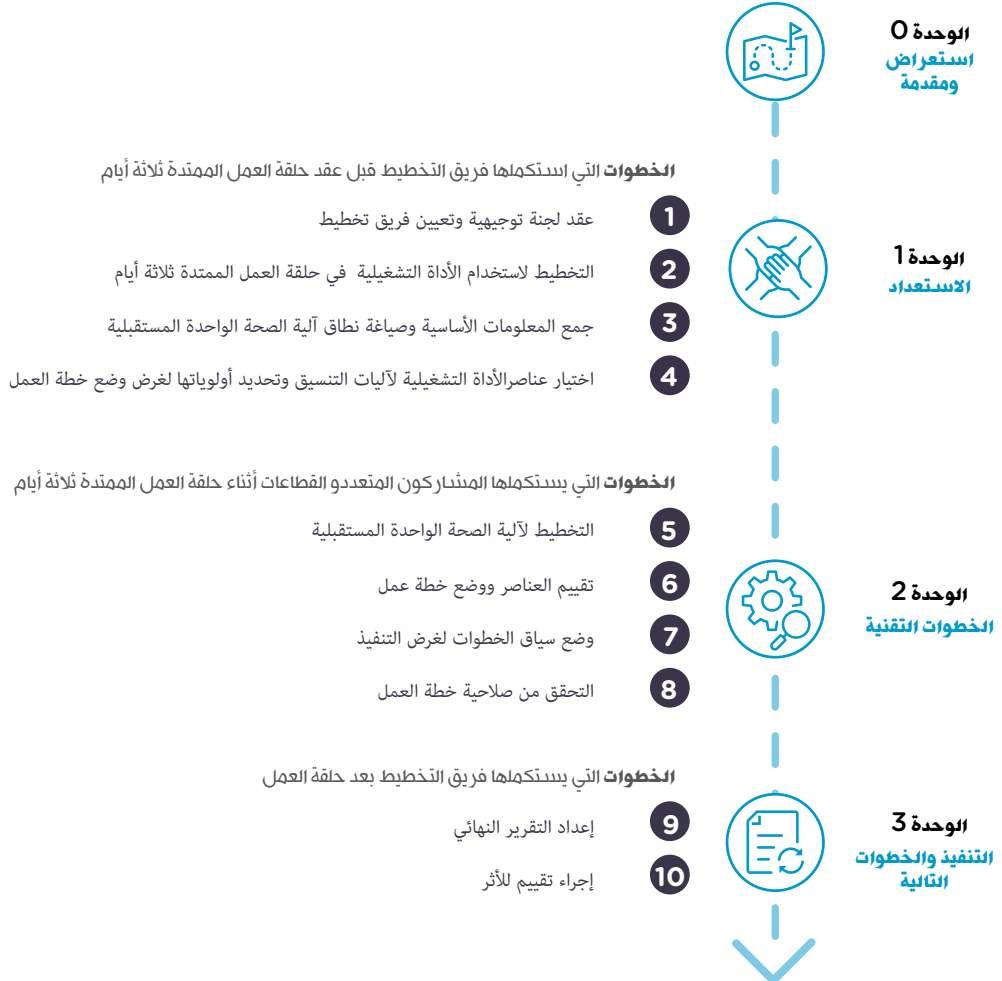 الوحدة 0
استعراض
ومقدمة
الخطوات التي استكملها فريق التخطيط قبل عقد حلقة العمل الممتدة ثلاثة أيام
1 عقد لجنة توجيهية وتعيين فريق تخطيط
الوحدة 1
الاستعداد
2 التخطيط لاستخدام الأداة التشغيلية في حلقة العمل الممتدة ثلاثة أيام
3 جمع المعلومات الأساسية وصياغة نطاق آلية الصحة الواحدة المستقبلية
4 اختيار عناصرالأداة التشغيلية لآليات التنسيق وتحديد أولوياتها لغرض وضع خطة العمل
الخطوات التي يستكملها المشاركون المتعددو القطاعات أثناء حلقة العمل الممتدة ثلاثة أيام
5 التخطيط لآلية الصحة الواحدة المستقبلية
الوحدة 2
الخطوات التقنية
6 تقييم العناصر ووضع خطة عمل
7 وضع سياق الخطوات لغرض التنفيذ
8 التحقق من صلاحية خطة العمل
الخطوات التي يستكملها فريق التخطيط بعد حلقة العمل
الوحدة 3
التنفيذ والخطوات
التالية
9 إعداد التقرير النهائي
10 إجراء تقييم للأثر